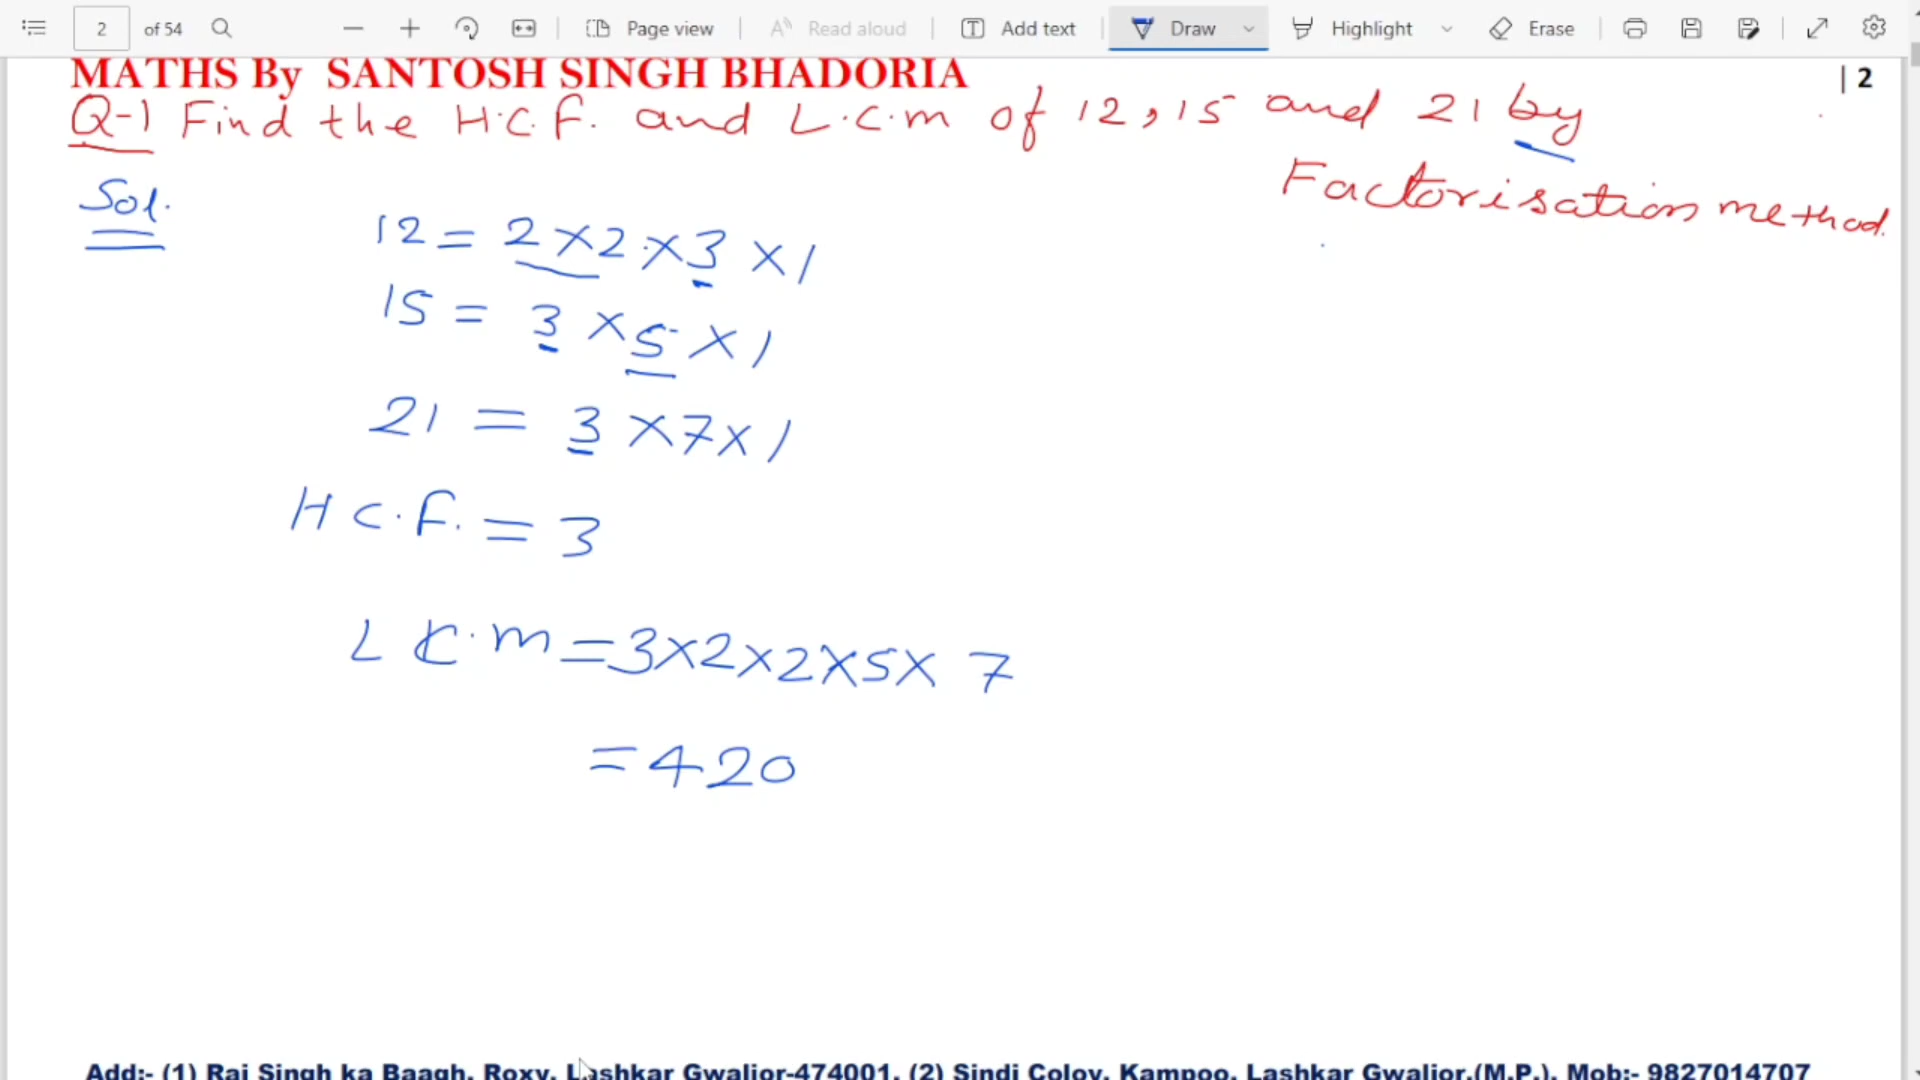 2 of 54 Page view Read aloud Add text Draw Highlight Erase
MATHS By SANTOSH SINGH BHADORIA | 2
Q-1 Find the H.C.F. and L.C.M of 12, 15 and 21 by
Factorisation method.
Sol.
12 = 2 × 2 × 3 × 1
15 = 3 × 5 × 1
21 = 3 × 7 × 1
H C.F. = 3
L C.M = 3 × 2 × 2 × 5 × 7
= 420
Add:- (1) Rai Singh ka Baagh, Roxy, Lashkar Gwalior-474001, (2) Sindi Coloy, Kampoo, Lashkar Gwalior,(M.P.), Mob:- 9827014707